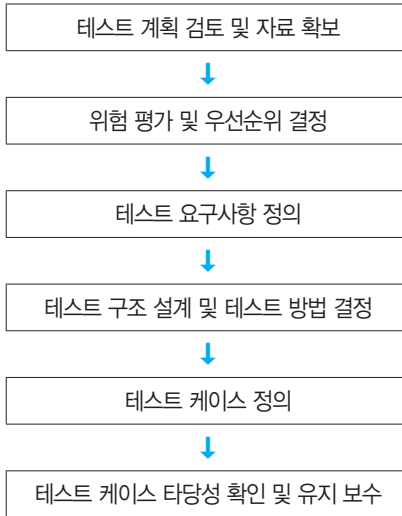 테스트 계획 검토 및 자료 확보
위험 평가 및 우선순위 결정
테스트 요구사항 정의
테스트 구조 설계 및 테스트 방법 결정
테스트 케이스 정의
테스트 케이스 타당성 확인 및 유지 보수